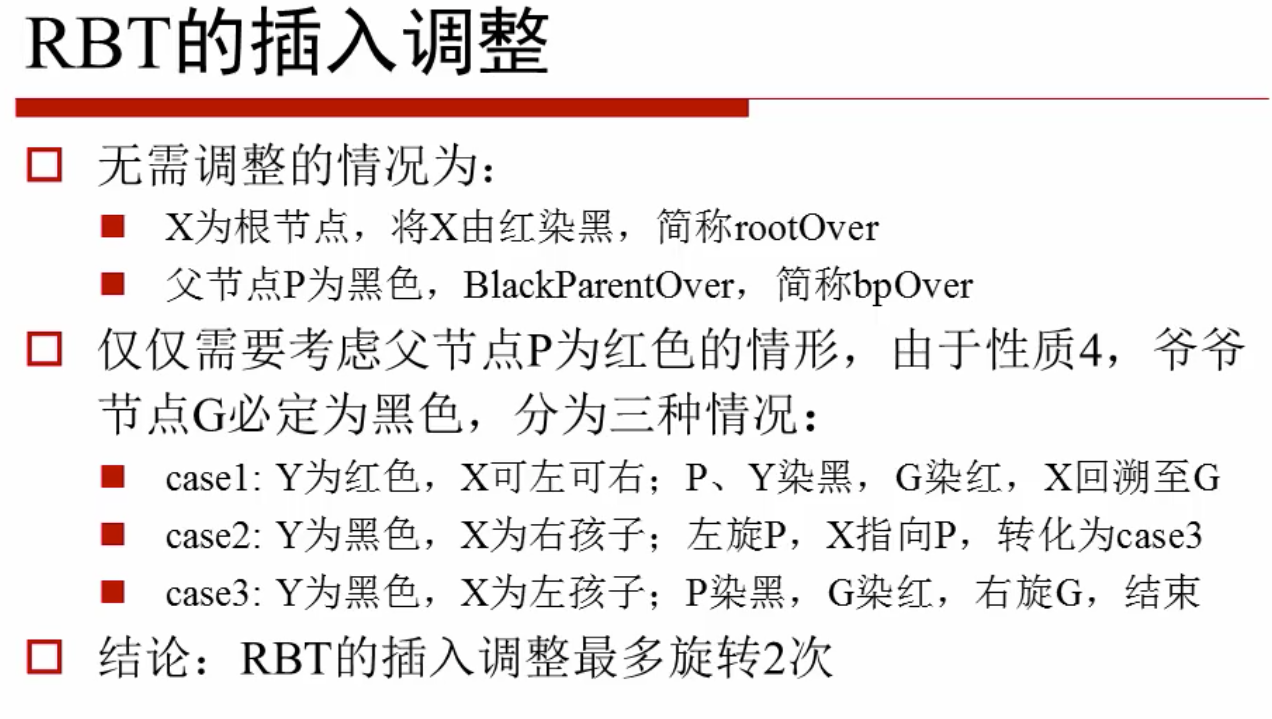 RBT的插入调整
无需调整的情况为：
X为根节点，将X由红染黑，简称rootOver
父节点P为黑色，BlackParentOver，简称bpOver
仅仅需要考虑父节点P为红色的情形，由于性质4，爷爷
节点G必定为黑色，分为三种情况：
case1: Y为红色，X可左可右；P、Y染黑，G染红，X回溯至G
case2: Y为黑色，X为右孩子；左旋P，X指向P，转化为case3
case3: Y为黑色，X为左孩子；P染黑，G染红，右旋G，结束
结论：RBT的插入调整最多旋转2次